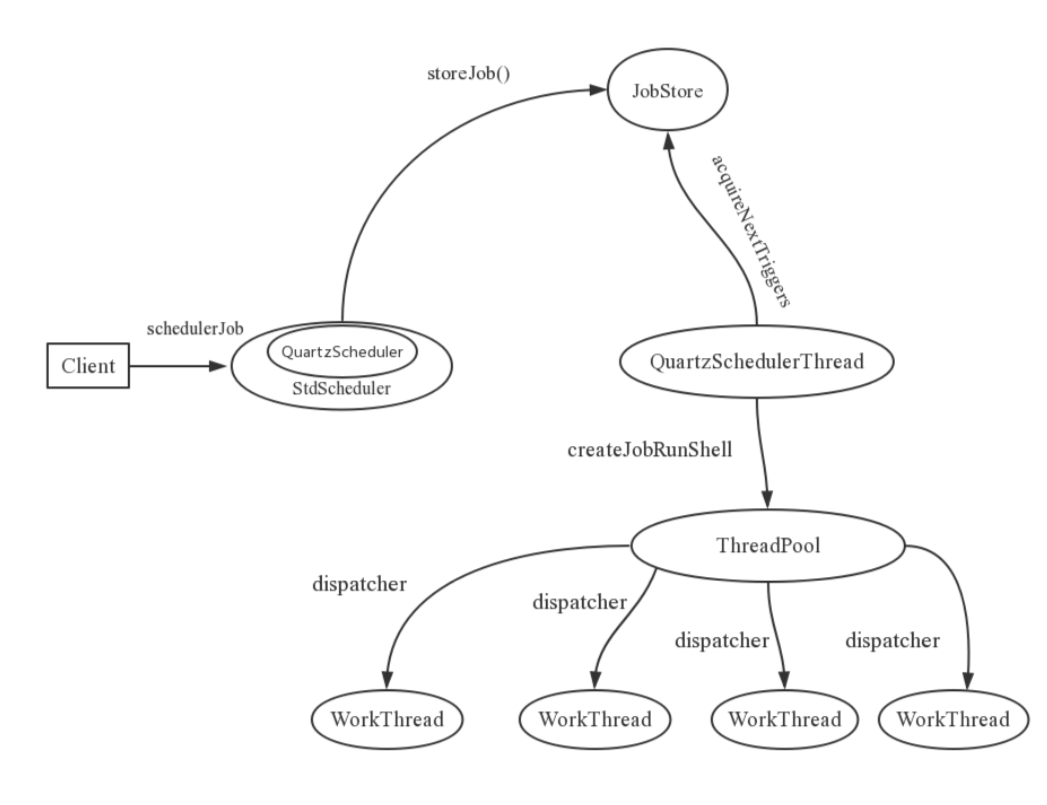 storeJob()
JobStore
acquireNextTriggers
schedulerJob
Client
QuartzScheduler
StdScheduler
QuartzSchedulerThread
createJobRunShell
ThreadPool
dispatcher
dispatcher
dispatcher
dispatcher
WorkThread
WorkThread
WorkThread
WorkThread